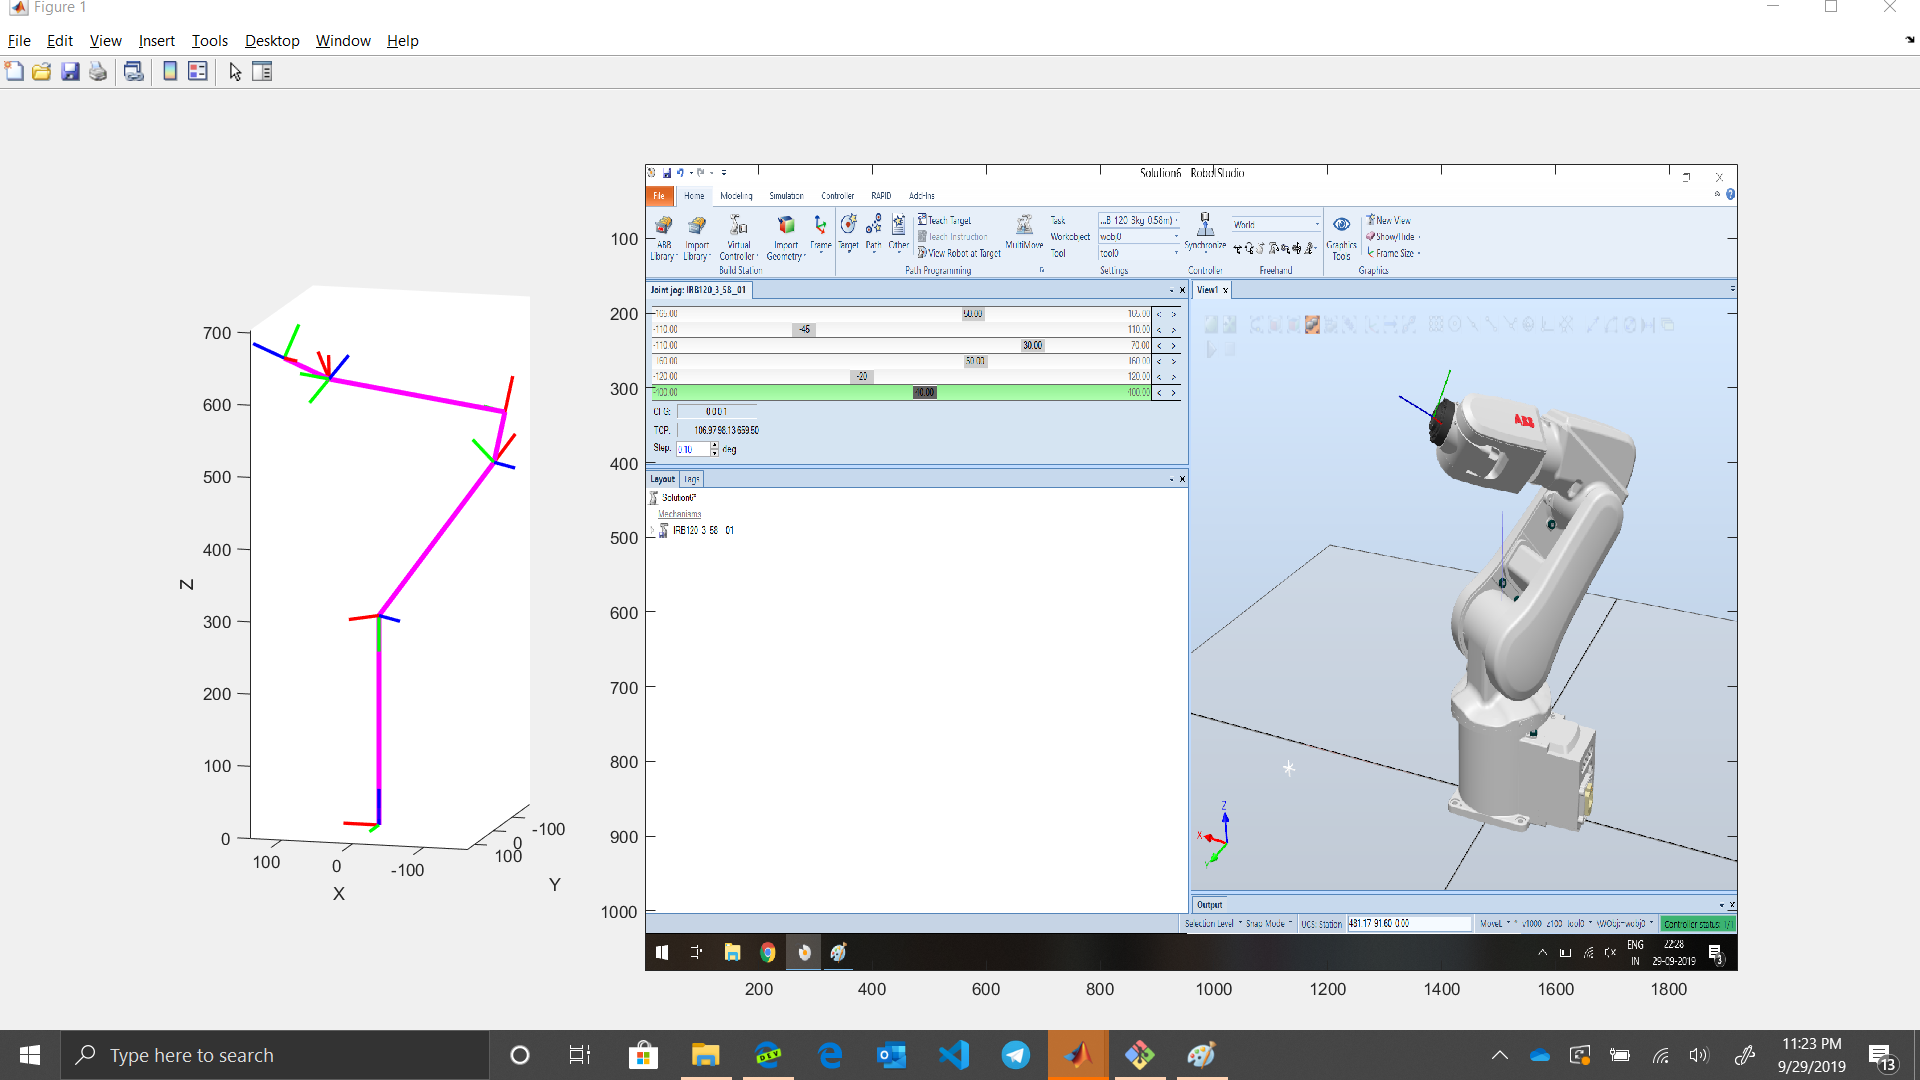 Figure 1
File Edit View Insert Tools Desktop Window Help
700
600
500
400
300
200
100
0
Z
100 0 -100
X
-100
0
100
Y
100
200
300
400
500
600
700
800
900
1000
200 400 600 800 1000 1200 1400 1600 1800
Solution6 RobotStudio
File Home Modeling Simulation Controller RAPID Add-Ins
ABB Library
Import Library
Virtual Controller
Import Geometry
Frame
Build Station
Target
Path
Other
Teach Target
Teach Instruction
View Robot at Target
MultiMove
Path Programming
Task
Workobject wobj0
Tool tool0
Settings
Synchronize
Controller
World
Freehand
Graphics Tools
New View
Show/Hide
Frame Size
Graphics
Joint jog: IRB120_3_58__01
-165.00 50.00 165.00 < >
-110.00 -45 110.00 < >
-110.00 30.00 70.00 < >
-160.00 50.00 160.00 < >
-120.00 -20 120.00 < >
-400.00 40.00 400.00 < >
CFG: 0 0 0 1
TCP: 106.97 98.13 659.50
Step: 0.10 deg
Layout Tags
Solution6*
Mechanisms
IRB120 3 58 01
View1
ABB
Z
X
Y
Output
Selection Level Snap Mode UCS: Station 481.17 91.60 0.00 MoveL * v1000 z100 tool0 \WObj:=wobj0 Controller status: 1/1
ENG
IN
22:28
29-09-2019
3
Type here to search
DEV
11:23 PM
9/29/2019
13